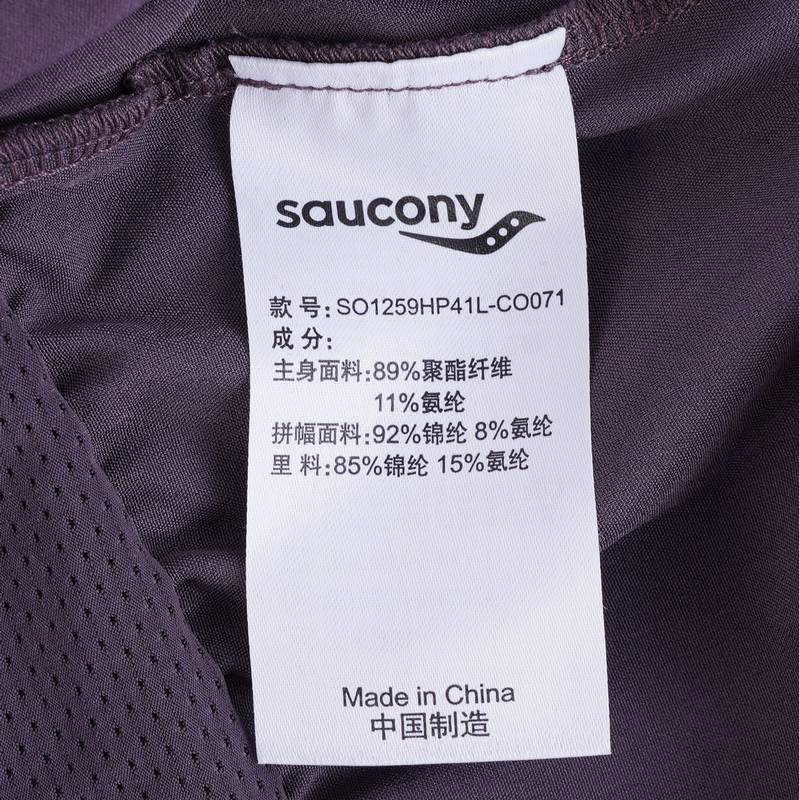 saucony
款 号: SO1259HP41L-CO071
成 分:
主身面料:89%聚酯纤维
11%氨纶
拼幅面料:92%锦纶 8%氨纶
里 料:85%锦纶 15%氨纶
Made in China
中国制造